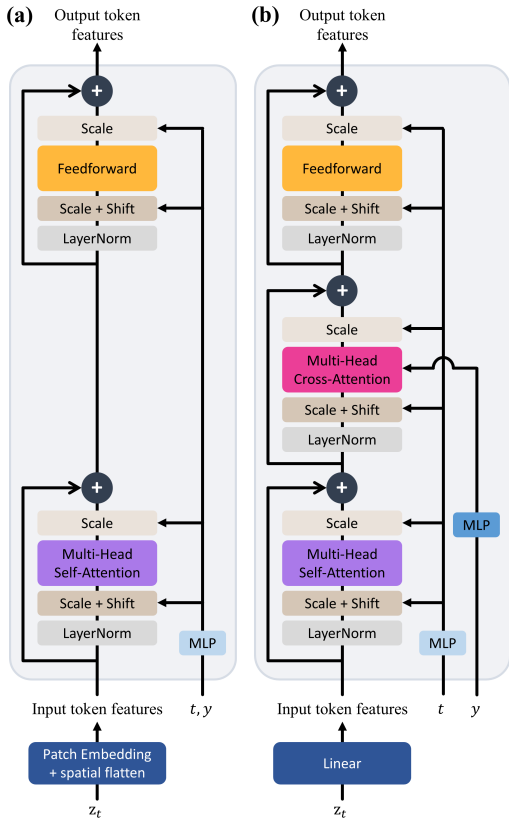 (a)
Output token
features
+
Scale
Feedforward
Scale + Shift
LayerNorm
+
Scale
Multi-Head
Self-Attention
Scale + Shift
LayerNorm
MLP
Input token features
t, y
Patch Embedding
+ spatial flatten
z_t
(b)
Output token
features
+
Scale
Feedforward
Scale + Shift
LayerNorm
+
Scale
Multi-Head
Cross-Attention
Scale + Shift
LayerNorm
+
MLP
Scale
Multi-Head
Self-Attention
Scale + Shift
LayerNorm
MLP
Input token features
t
y
Linear
z_t